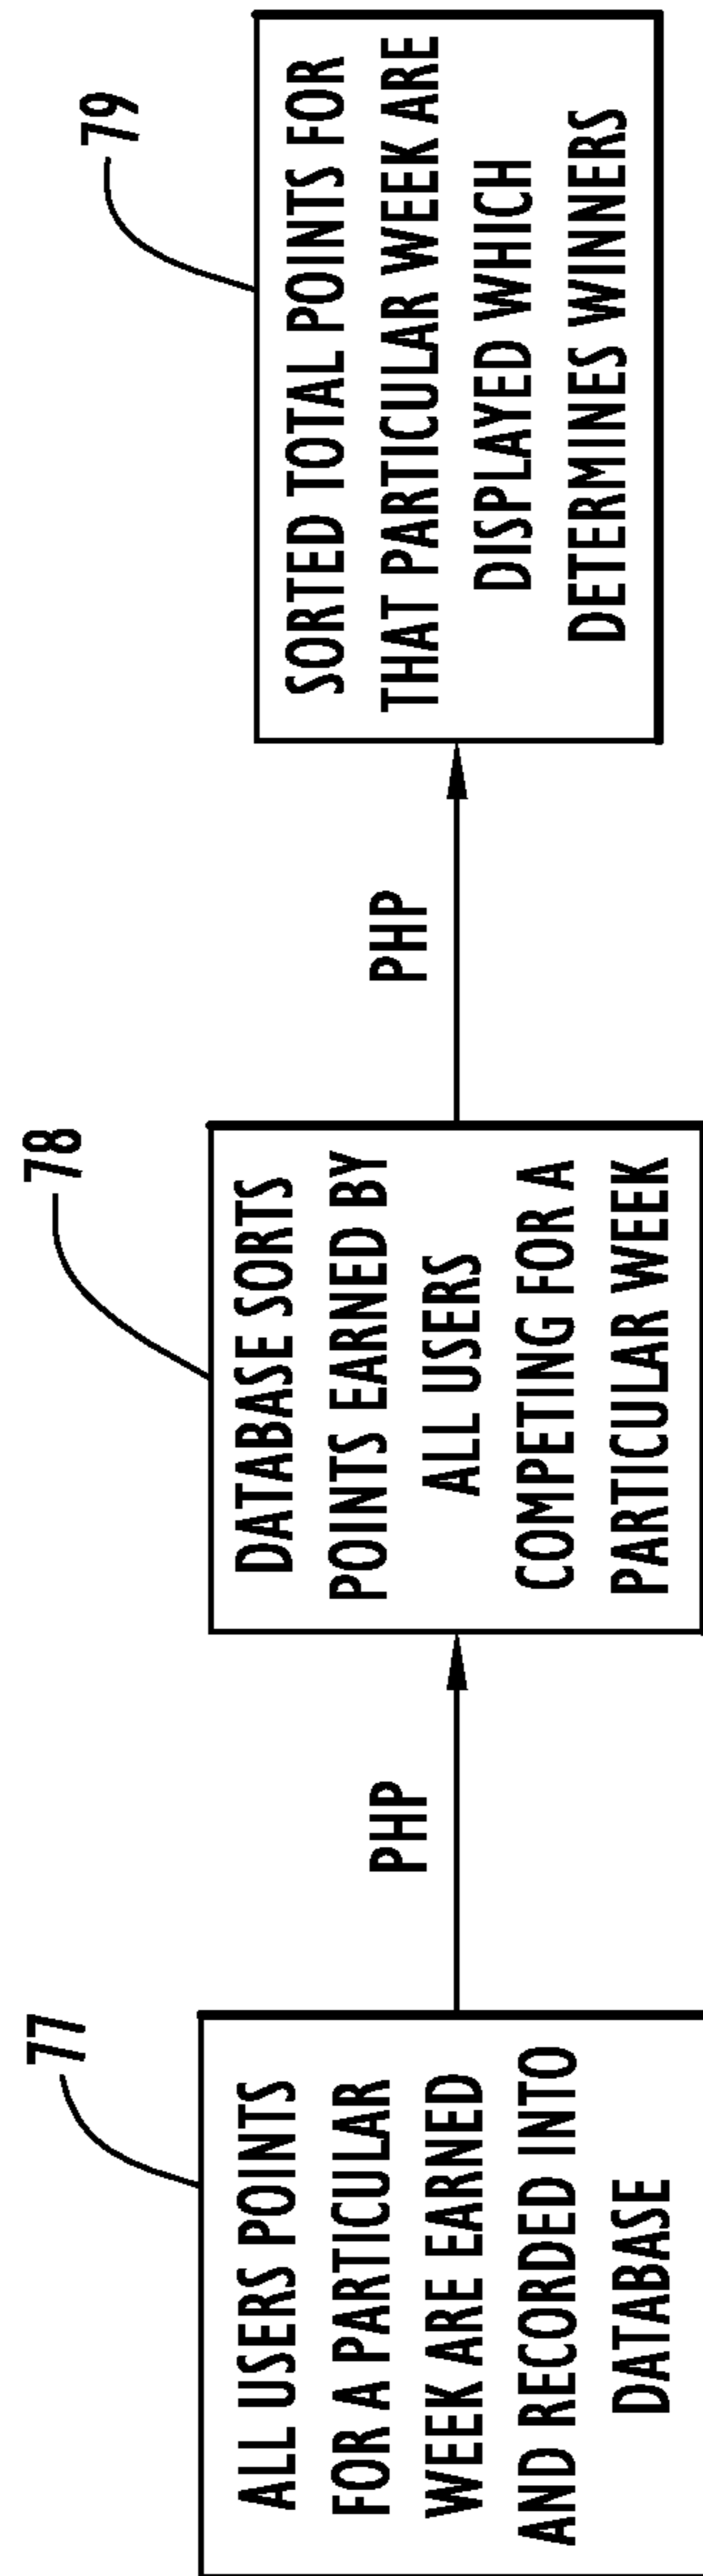 77
ALL USERS POINTS
FOR A PARTICULAR
WEEK ARE EARNED
AND RECORDED INTO
DATABASE
PHP
78
DATABASE SORTS
POINTS EARNED BY
ALL USERS
COMPETING FOR A
PARTICULAR WEEK
PHP
79
SORTED TOTAL POINTS FOR
THAT PARTICULAR WEEK ARE
DISPLAYED WHICH
DETERMINES WINNERS